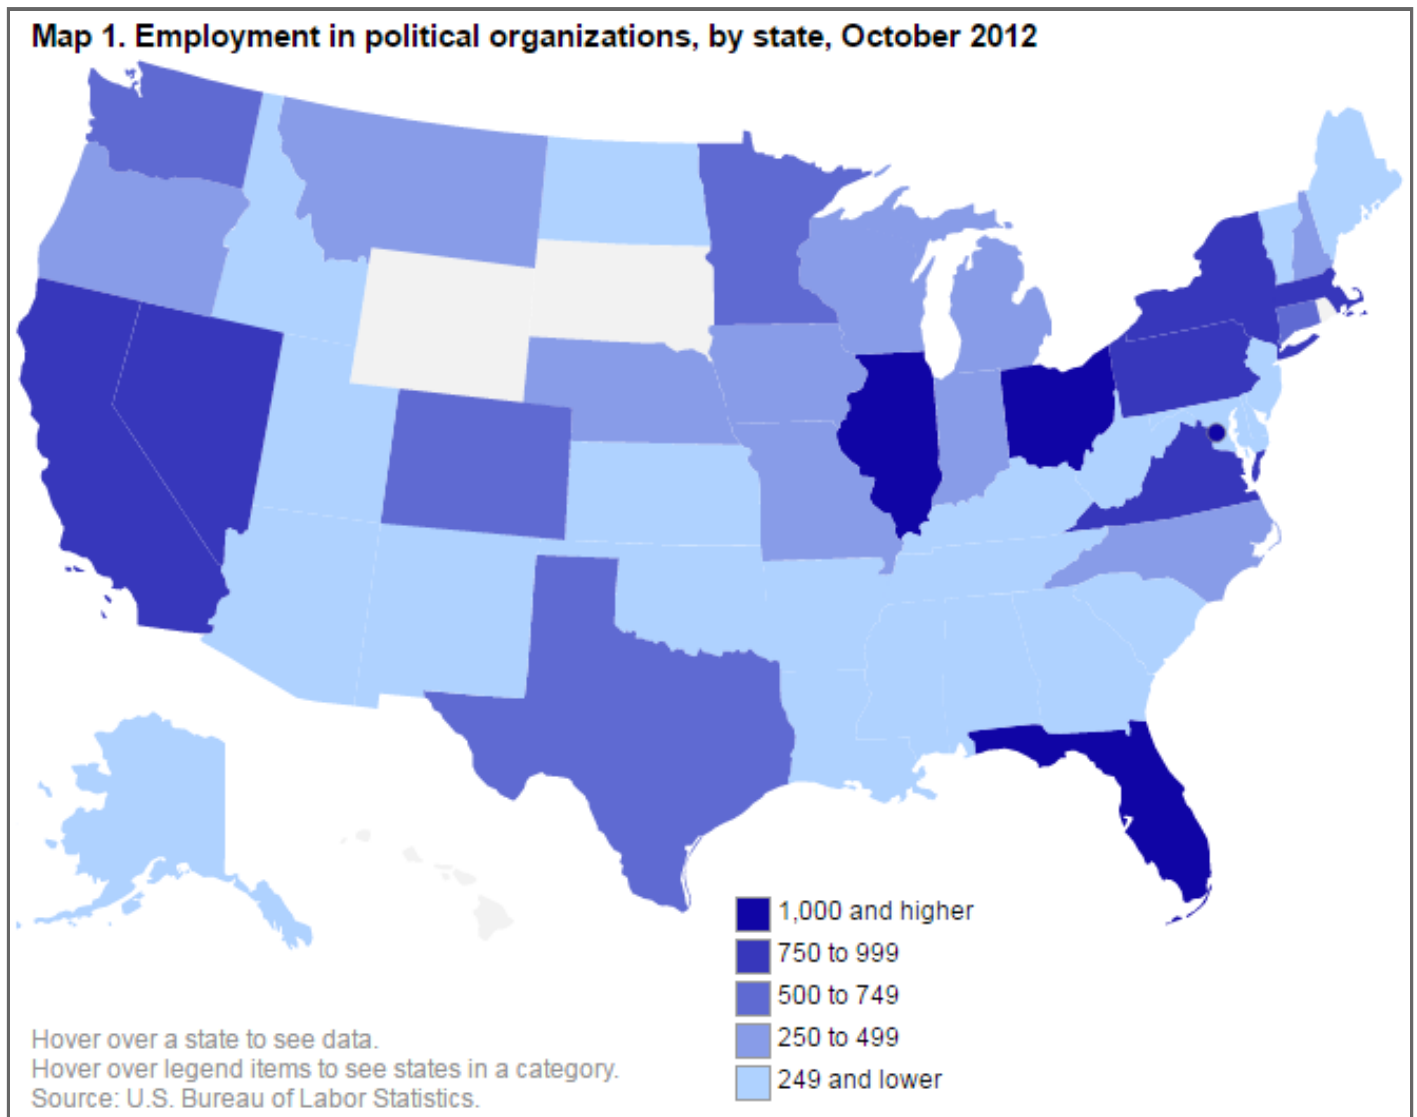 Map 1. Employment in political organizations, by state, October 2012
1,000 and higher
750 to 999
500 to 749
250 to 499
249 and lower
Hover over a state to see data.
Hover over legend items to see states in a category.
Source: U.S. Bureau of Labor Statistics.